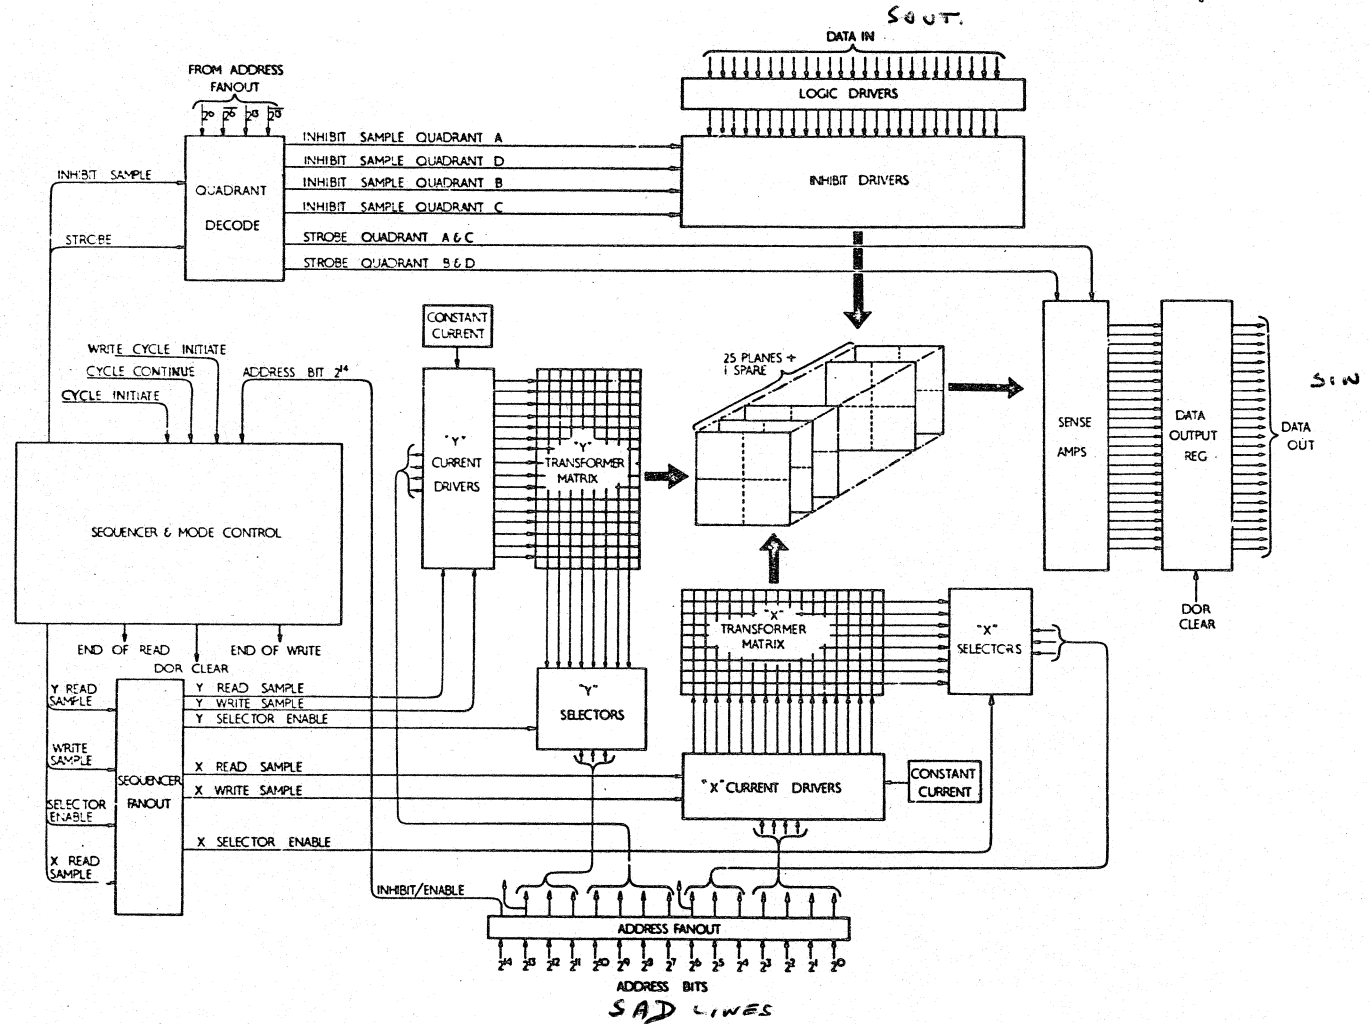 SOUT.
DATA IN
LOGIC DRIVERS
FROM ADDRESS
FANOUT
2⁶ 2̅⁶̅ 2¹³ 2̅¹̅³̅
INHIBIT SAMPLE QUADRANT A
INHIBIT SAMPLE QUADRANT D
INHIBIT SAMPLE QUADRANT B
INHIBIT SAMPLE QUADRANT C
STROBE QUADRANT A & C
STROBE QUADRANT B & D
INHIBIT SAMPLE
STROBE
QUADRANT
DECODE
INHIBIT DRIVERS
CONSTANT
CURRENT
WRITE CYCLE INITIATE
CYCLE CONTINUE
CYCLE INITIATE
ADDRESS BIT 2¹⁴
25 PLANES +
1 SPARE
"Y"
CURRENT
DRIVERS
"Y"
TRANSFORMER
MATRIX
SENSE
AMPS
DATA
OUTPUT
REG
DATA
OUT
SIN
SEQUENCER & MODE CONTROL
DOR
CLEAR
END OF READ
DOR CLEAR
END OF WRITE
"X"
TRANSFORMER
MATRIX
"X"
SELECTORS
Y READ
SAMPLE
WRITE
SAMPLE
SELECTOR
ENABLE
X READ
SAMPLE
SEQUENCER
FANOUT
Y READ SAMPLE
Y WRITE SAMPLE
Y SELECTOR ENABLE
X READ SAMPLE
X WRITE SAMPLE
X SELECTOR ENABLE
"Y"
SELECTORS
"X" CURRENT DRIVERS
CONSTANT
CURRENT
INHIBIT/ENABLE
ADDRESS FANOUT
2¹⁴ 2¹³ 2¹² 2¹¹ 2¹⁰ 2⁹ 2⁸ 2⁷ 2⁶ 2⁵ 2⁴ 2³ 2² 2¹ 2⁰
ADDRESS BITS
SAD LINES